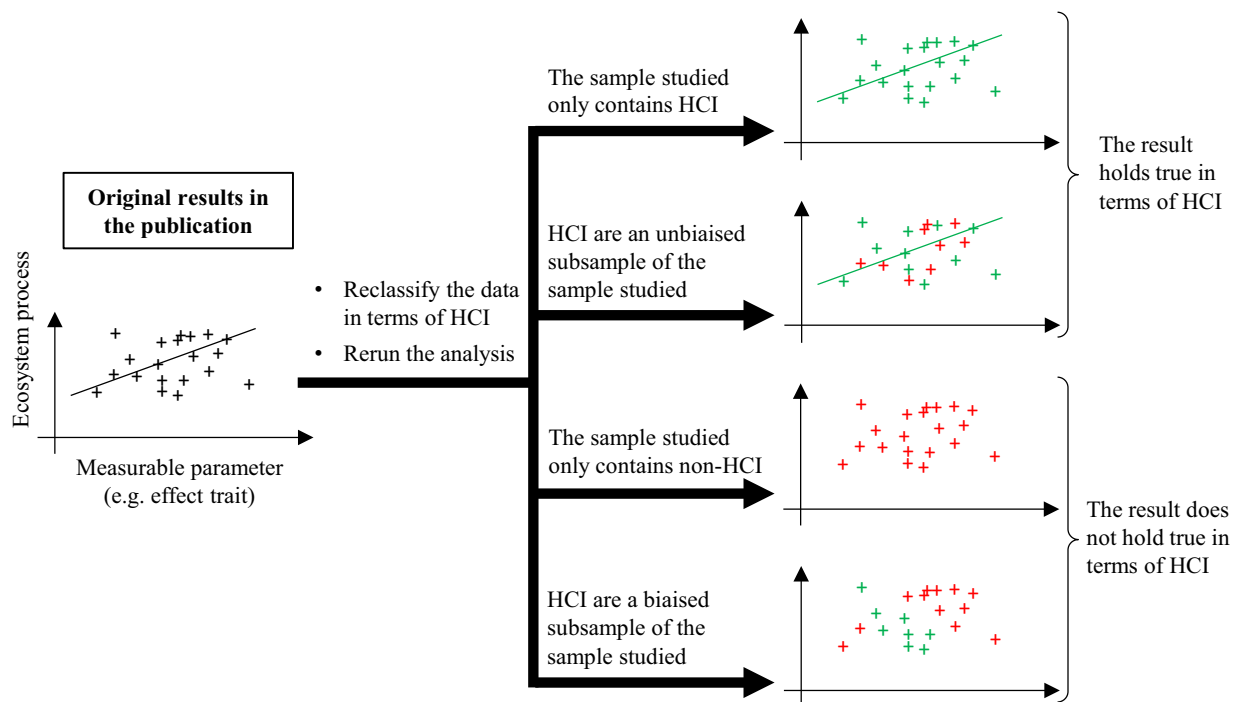 Original results in
the publication
Ecosystem process
Measurable parameter
(e.g. effect trait)
• Reclassify the data
in terms of HCI
• Rerun the analysis
The sample studied
only contains HCI
HCI are an unbiaised
subsample of the
sample studied
The sample studied
only contains non-HCI
HCI are a biaised
subsample of the
sample studied
The result
holds true in
terms of HCI
The result does
not hold true in
terms of HCI